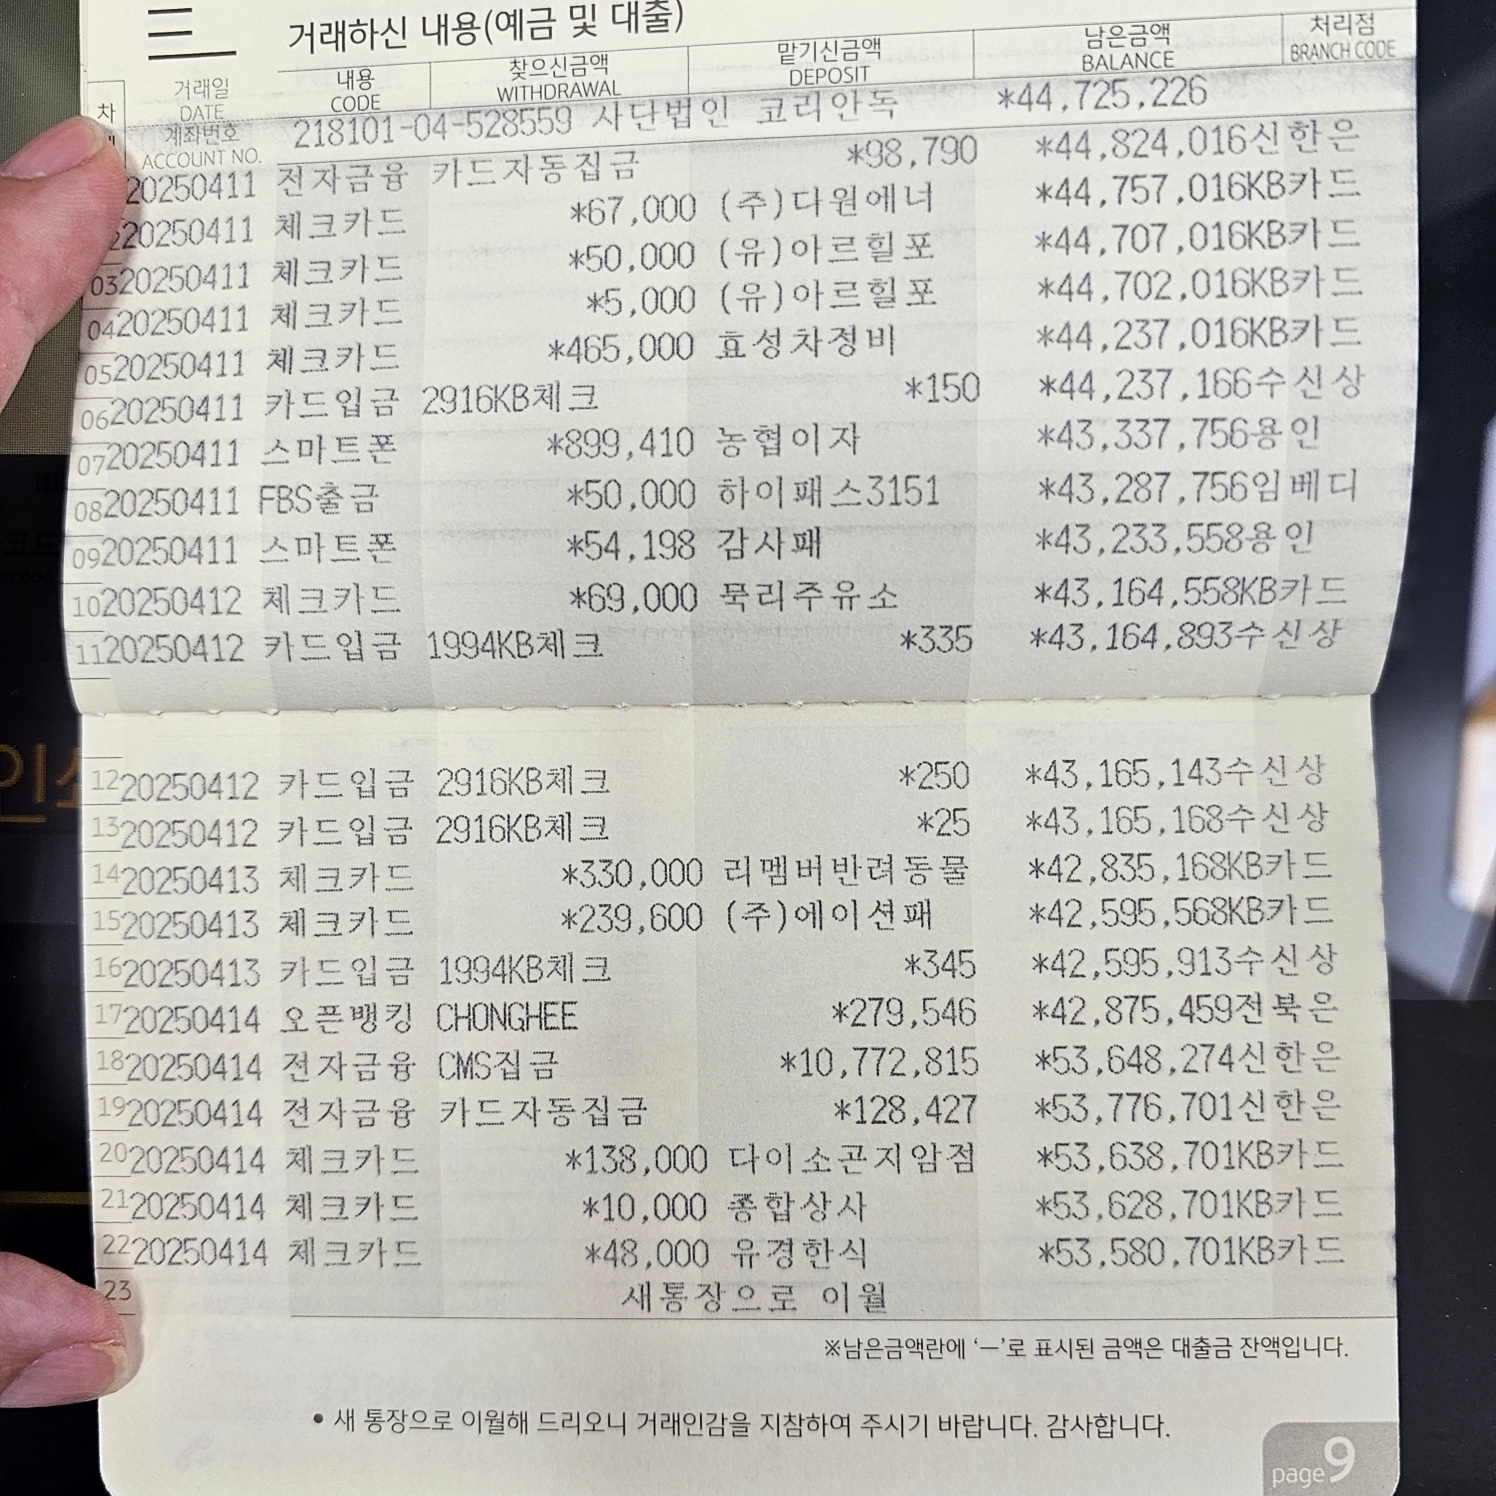 거래하신 내용(예금 및 대출)
차 거래일 DATE 내용 CODE 찾으신금액 WITHDRAWAL 맡기신금액 DEPOSIT 남은금액 BALANCE 처리점 BRANCH CODE
계좌번호 ACCOUNT NO. 218101-04-528559 사단법인 코리안독 *44,725,226
20250411 전자금융 카드자동집금 *98,790 *44,824,016신한은
20250411 체크카드 *67,000 (주)다원에너 *44,757,016KB카드
0320250411 체크카드 *50,000 (유)아르힐포 *44,707,016KB카드
0420250411 체크카드 *5,000 (유)아르힐포 *44,702,016KB카드
0520250411 체크카드 *465,000 효성차정비 *44,237,016KB카드
0620250411 카드입금 2916KB체크 *150 *44,237,166수신상
0720250411 스마트폰 *899,410 농협이자 *43,337,756용인
0820250411 FBS출금 *50,000 하이패스3151 *43,287,756임베디
0920250411 스마트폰 *54,198 감사패 *43,233,558용인
1020250412 체크카드 *69,000 묵리주유소 *43,164,558KB카드
1120250412 카드입금 1994KB체크 *335 *43,164,893수신상
1220250412 카드입금 2916KB체크 *250 *43,165,143수신상
1320250412 카드입금 2916KB체크 *25 *43,165,168수신상
1420250413 체크카드 *330,000 리멤버반려동물 *42,835,168KB카드
1520250413 체크카드 *239,600 (주)에이션패 *42,595,568KB카드
1620250413 카드입금 1994KB체크 *345 *42,595,913수신상
1720250414 오픈뱅킹 CHONGHEE *279,546 *42,875,459전북은
1820250414 전자금융 CMS집금 *10,772,815 *53,648,274신한은
1920250414 전자금융 카드자동집금 *128,427 *53,776,701신한은
2020250414 체크카드 *138,000 다이소곤지암점 *53,638,701KB카드
2120250414 체크카드 *10,000 종합상사 *53,628,701KB카드
2220250414 체크카드 *48,000 유경한식 *53,580,701KB카드
23 새통장으로 이월
※남은금액란에 ‘—’로 표시된 금액은 대출금 잔액입니다.
• 새 통장으로 이월해 드리오니 거래인감을 지참하여 주시기 바랍니다. 감사합니다.
page9